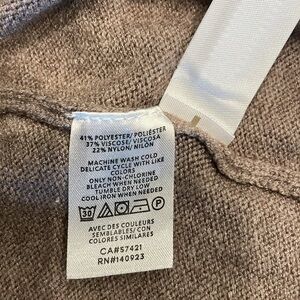 41% POLYESTER/ POLIÉSTER
37% VISCOSE/ VISCOSA
22% NYLON/ NILON
MACHINE WASH COLD
DELICATE CYCLE WITH LIKE
COLORS
ONLY NON-CHLORINE
BLEACH WHEN NEEDED
TUMBLE DRY LOW
COOL IRON WHEN NEEDED
30 P
AVEC DES COULEURS
SEMBLABLES/ CON
COLORES SIMILARES
CA#57421
RN#140923